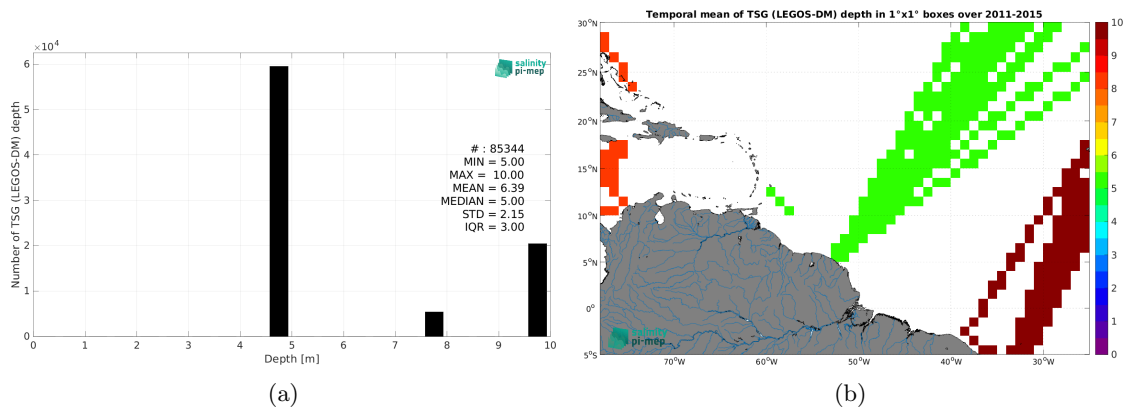 ×10⁴
6
5
4
3
2
1
0
Number of TSG (LEGOS-DM) depth
salinity
pi-mep
# : 85344
MIN = 5.00
MAX = 10.00
MEAN = 6.39
MEDIAN = 5.00
STD = 2.15
IQR = 3.00
0 1 2 3 4 5 6 7 8 9 10
Depth [m]
(a)
Temporal mean of TSG (LEGOS-DM) depth in 1°x1° boxes over 2011-2015
30°N
25°N
20°N
15°N
10°N
5°N
0°
5°S
70°W 60°W 50°W 40°W 30°W
salinity
pi-mep
10
9
8
7
6
5
4
3
2
1
0
(b)